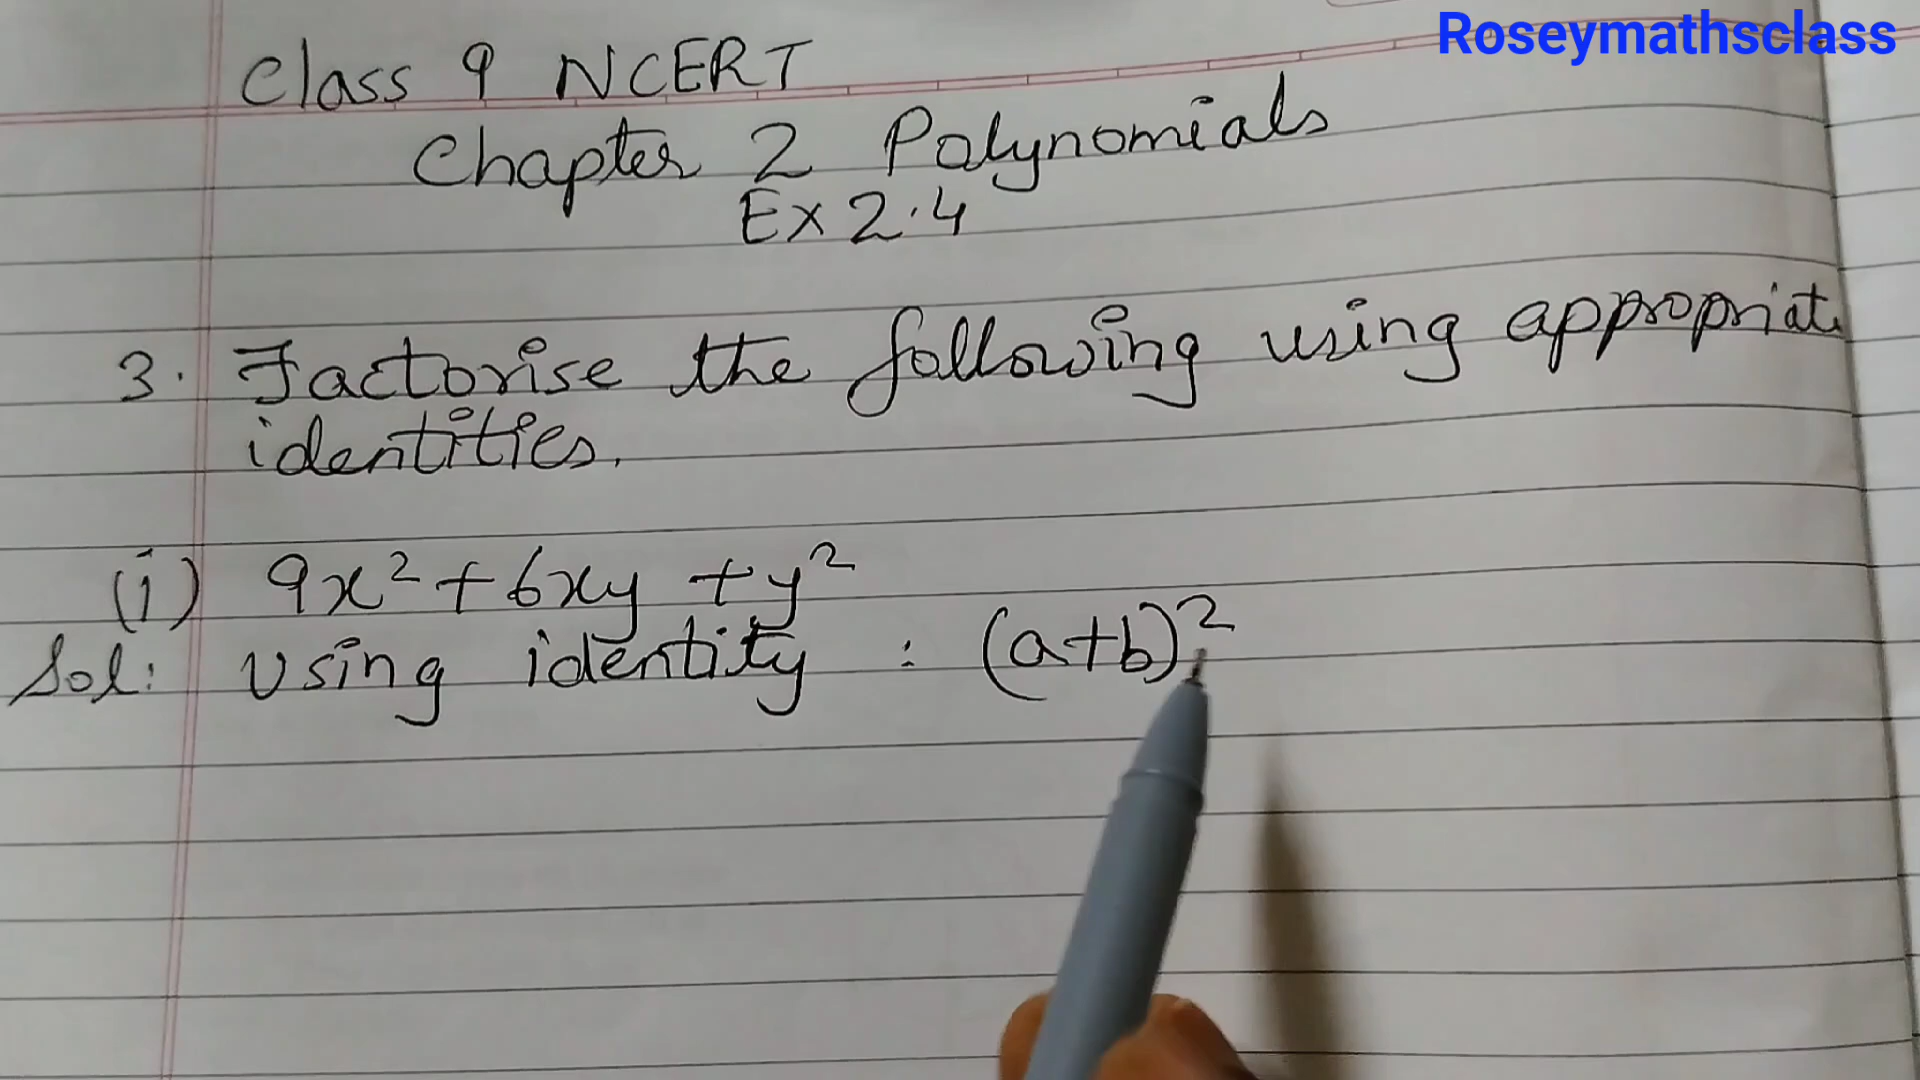 Roseymathsclass
Class 9 NCERT
Chapter 2 Polynomials
Ex 2.4
3. Factorise the following using appropriate
identities.
(i) 9x² + 6xy + y²
Sol: Using identity : (a+b)²